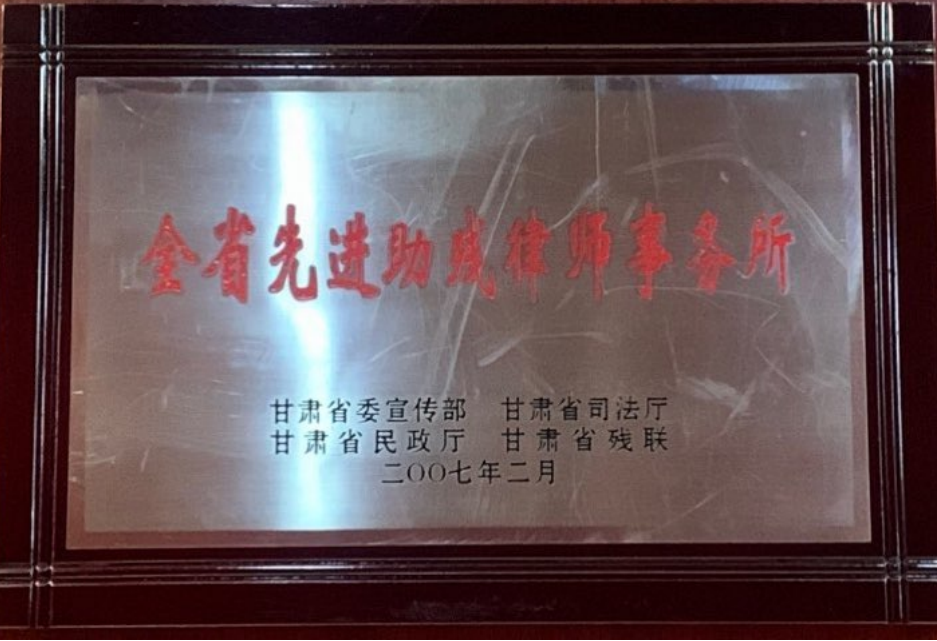 全省先进助残律师事务所
甘肃省委宣传部 甘肃省司法厅
甘肃省民政厅 甘肃省残联
二〇〇七年二月